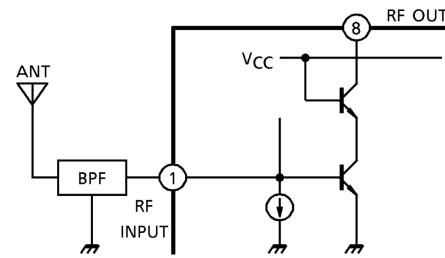 8
RF OUT
VCC
ANT
BPF
1
RF
INPUT